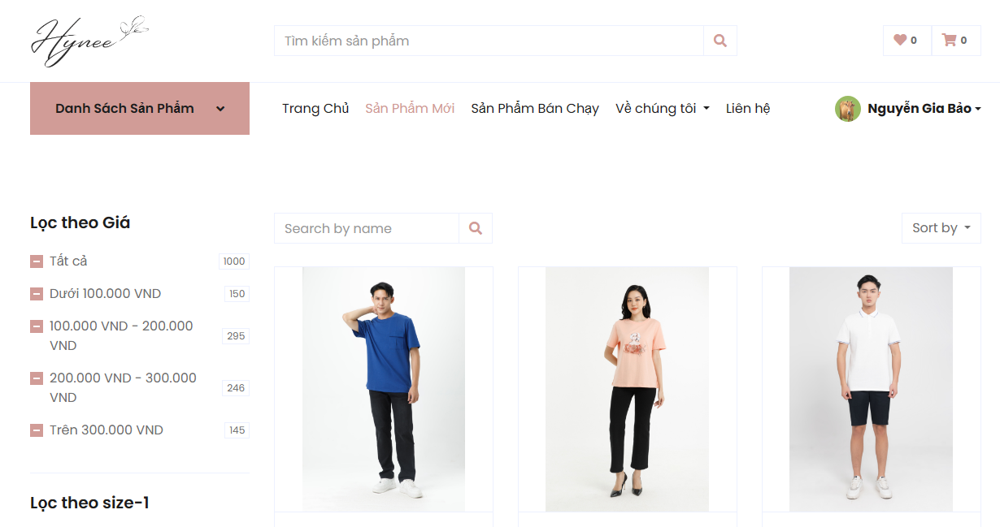 Hynee
Tìm kiếm sản phẩm
0
0
Danh Sách Sản Phẩm
Trang Chủ
Sản Phẩm Mới
Sản Phẩm Bán Chạy
Về chúng tôi
Liên hệ
Nguyễn Gia Bảo
Lọc theo Giá
Tất cả
1000
Dưới 100.000 VND
150
100.000 VND - 200.000
VND
295
200.000 VND - 300.000
VND
246
Trên 300.000 VND
145
Lọc theo size-1
Search by name
Sort by